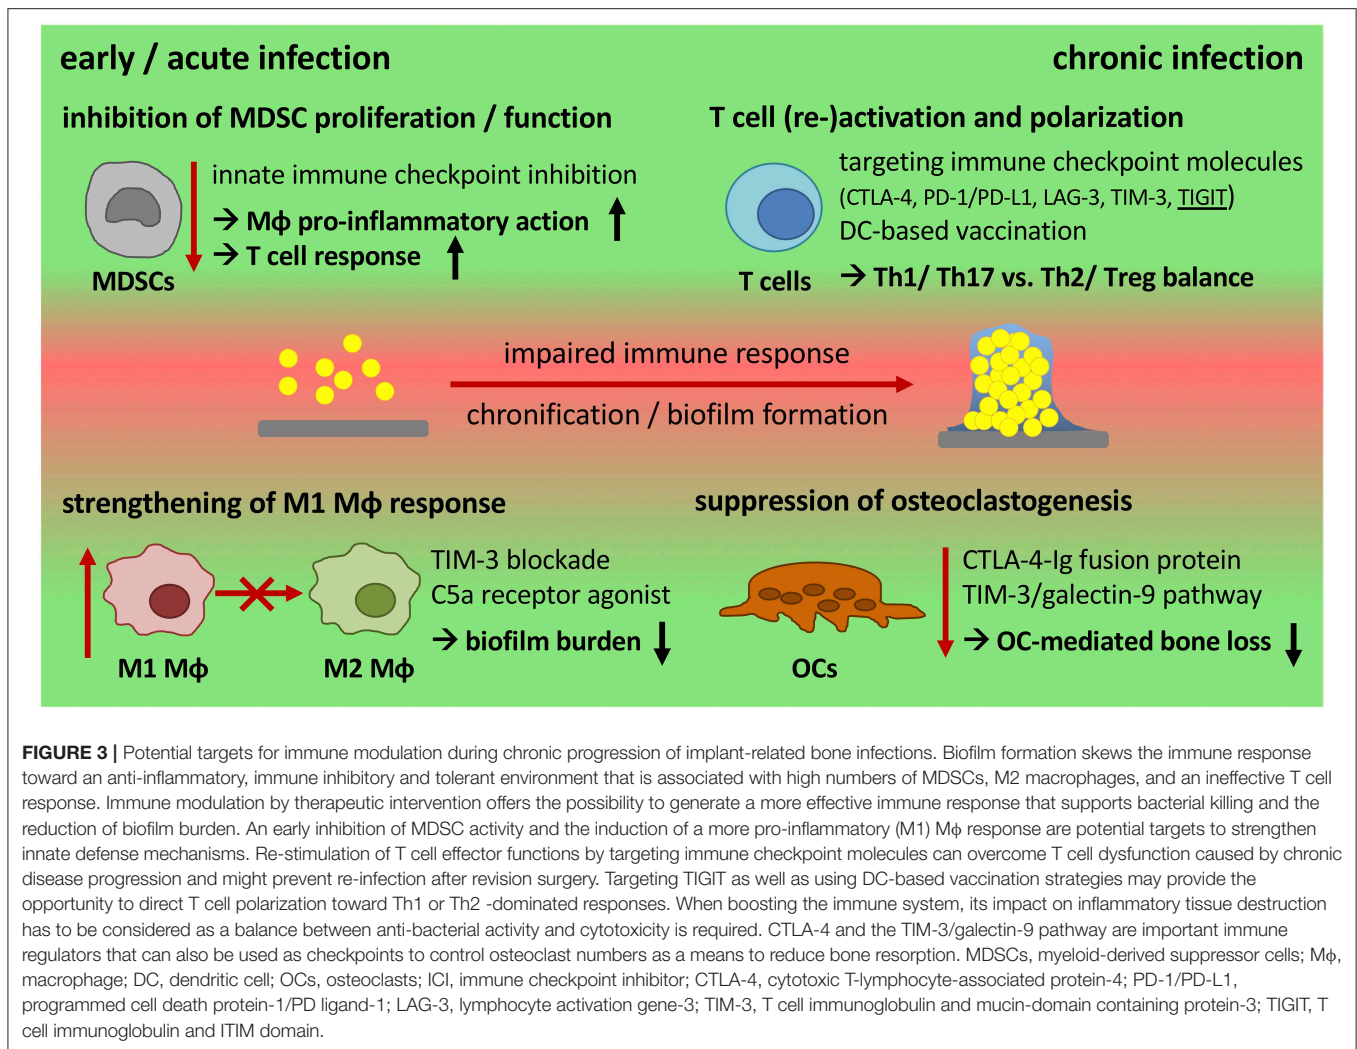 early / acute infection
chronic infection
inhibition of MDSC proliferation / function
innate immune checkpoint inhibition
→ Mϕ pro-inflammatory action
→ T cell response
MDSCs
T cell (re-)activation and polarization
targeting immune checkpoint molecules
(CTLA-4, PD-1/PD-L1, LAG-3, TIM-3, TIGIT)
DC-based vaccination
→ Th1/ Th17 vs. Th2/ Treg balance
T cells
impaired immune response
chronification / biofilm formation
strengthening of M1 Mϕ response
TIM-3 blockade
C5a receptor agonist
→ biofilm burden
M1 Mϕ
M2 Mϕ
suppression of osteoclastogenesis
CTLA-4-Ig fusion protein
TIM-3/galectin-9 pathway
→ OC-mediated bone loss
OCs
FIGURE 3 | Potential targets for immune modulation during chronic progression of implant-related bone infections. Biofilm formation skews the immune response
toward an anti-inflammatory, immune inhibitory and tolerant environment that is associated with high numbers of MDSCs, M2 macrophages, and an ineffective T cell
response. Immune modulation by therapeutic intervention offers the possibility to generate a more effective immune response that supports bacterial killing and the
reduction of biofilm burden. An early inhibition of MDSC activity and the induction of a more pro-inflammatory (M1) Mϕ response are potential targets to strengthen
innate defense mechanisms. Re-stimulation of T cell effector functions by targeting immune checkpoint molecules can overcome T cell dysfunction caused by chronic
disease progression and might prevent re-infection after revision surgery. Targeting TIGIT as well as using DC-based vaccination strategies may provide the
opportunity to direct T cell polarization toward Th1 or Th2 -dominated responses. When boosting the immune system, its impact on inflammatory tissue destruction
has to be considered as a balance between anti-bacterial activity and cytotoxicity is required. CTLA-4 and the TIM-3/galectin-9 pathway are important immune
regulators that can also be used as checkpoints to control osteoclast numbers as a means to reduce bone resorption. MDSCs, myeloid-derived suppressor cells; Mϕ,
macrophage; DC, dendritic cell; OCs, osteoclasts; ICI, immune checkpoint inhibitor; CTLA-4, cytotoxic T-lymphocyte-associated protein-4; PD-1/PD-L1,
programmed cell death protein-1/PD ligand-1; LAG-3, lymphocyte activation gene-3; TIM-3, T cell immunoglobulin and mucin-domain containing protein-3; TIGIT, T
cell immunoglobulin and ITIM domain.